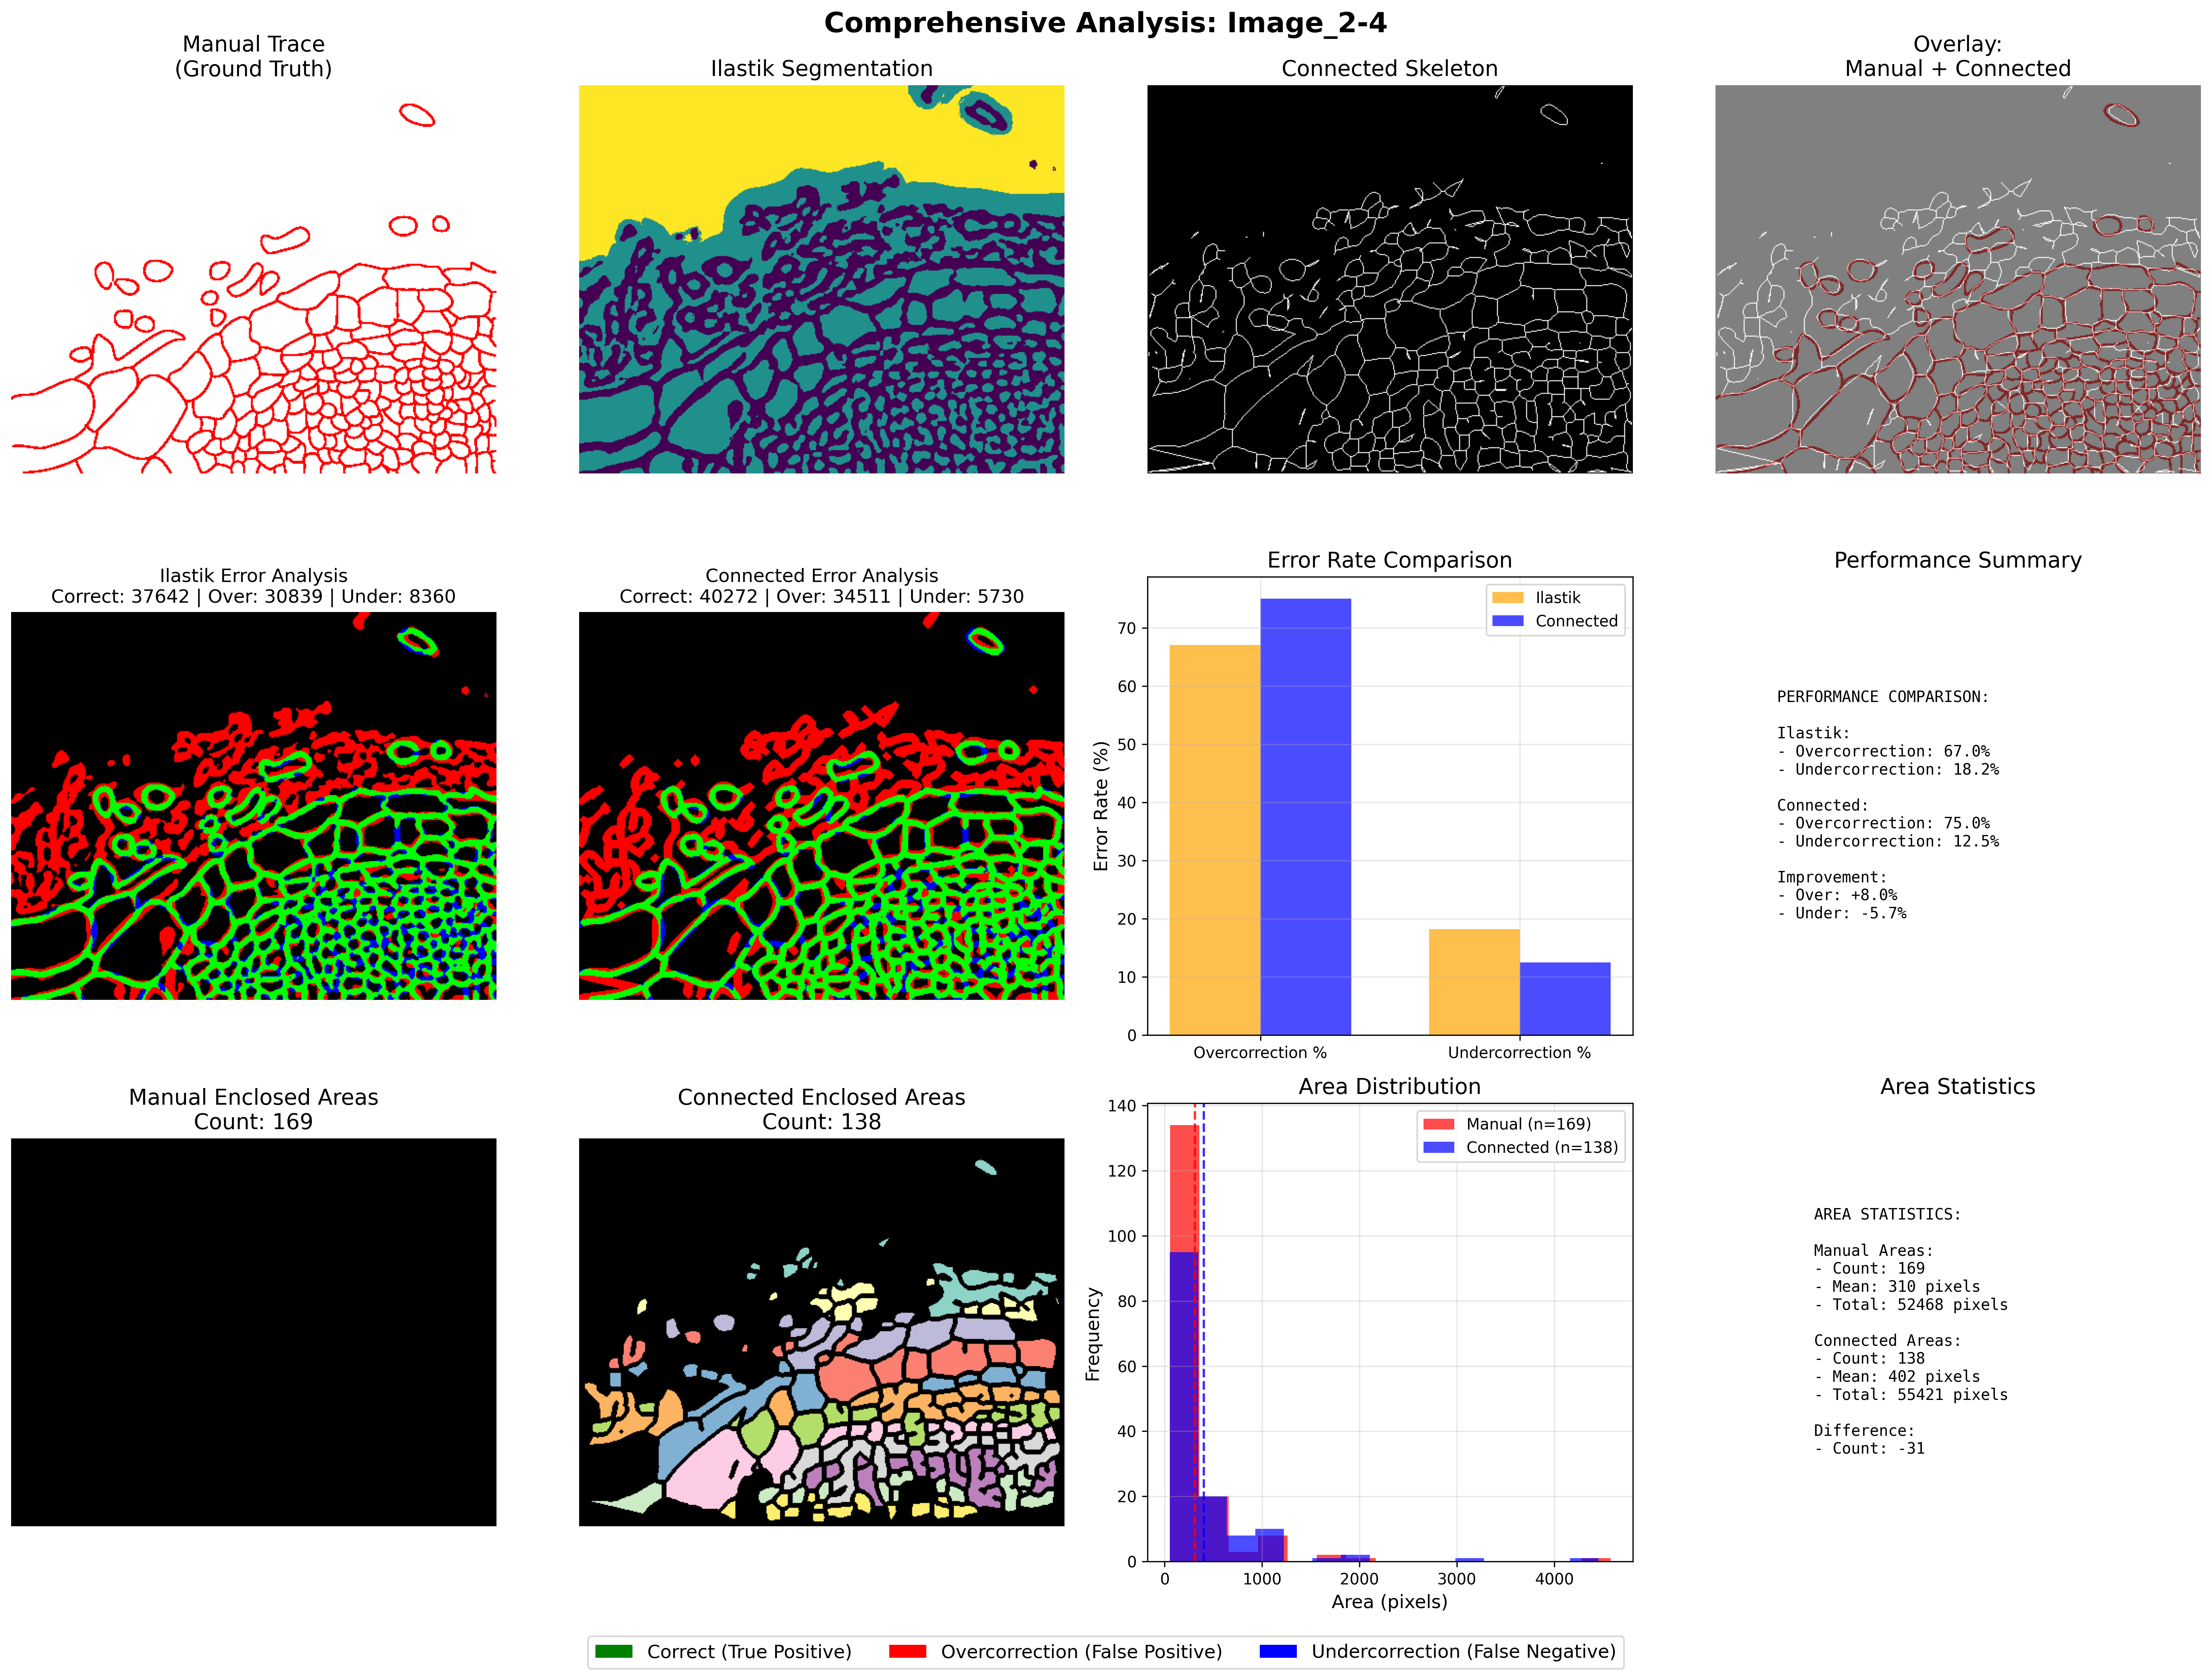 Comprehensive Analysis: Image_2-4
Manual Trace
(Ground Truth)
Ilastik Segmentation
Connected Skeleton
Overlay:
Manual + Connected
Ilastik Error Analysis
Correct: 37642 | Over: 30839 | Under: 8360
Connected Error Analysis
Correct: 40272 | Over: 34511 | Under: 5730
Error Rate Comparison
Error Rate (%)
70
60
50
40
30
20
10
0
Overcorrection %
Undercorrection %
Ilastik
Connected
Performance Summary
PERFORMANCE COMPARISON:
Ilastik:
- Overcorrection: 67.0%
- Undercorrection: 18.2%
Connected:
- Overcorrection: 75.0%
- Undercorrection: 12.5%
Improvement:
- Over: +8.0%
- Under: -5.7%
Manual Enclosed Areas
Count: 169
Connected Enclosed Areas
Count: 138
Area Distribution
Frequency
140
120
100
80
60
40
20
0
0
1000
2000
3000
4000
Area (pixels)
Manual (n=169)
Connected (n=138)
Area Statistics
AREA STATISTICS:
Manual Areas:
- Count: 169
- Mean: 310 pixels
- Total: 52468 pixels
Connected Areas:
- Count: 138
- Mean: 402 pixels
- Total: 55421 pixels
Difference:
- Count: -31
Correct (True Positive)
Overcorrection (False Positive)
Undercorrection (False Negative)